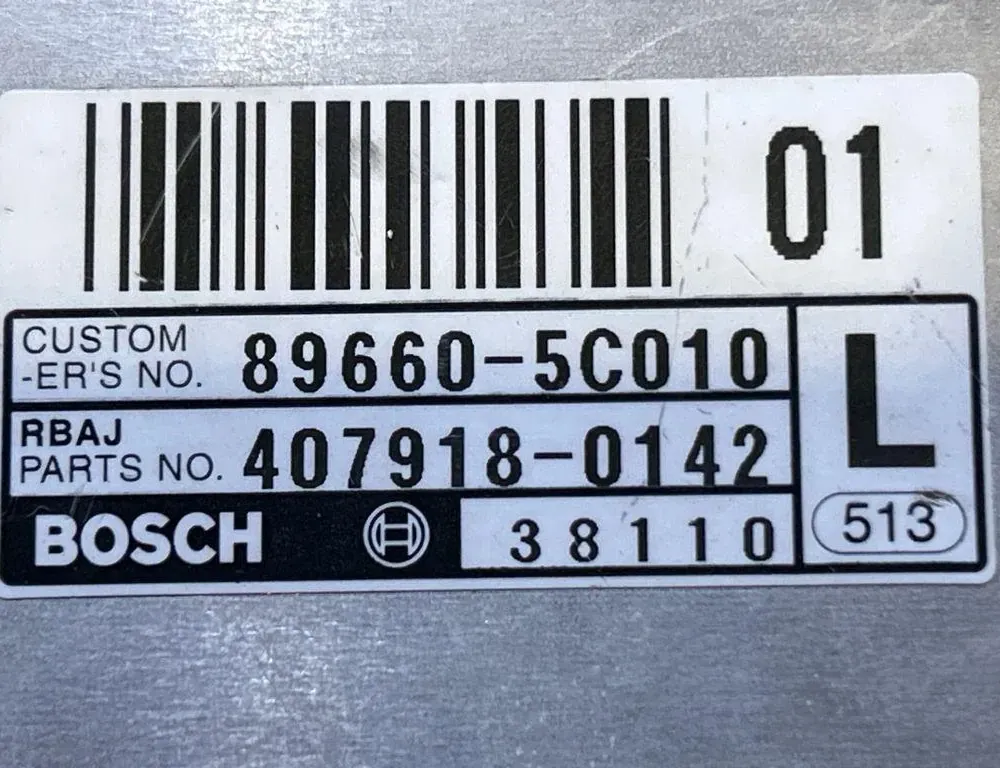 01
CUSTOM
-ER'S NO. 89660-5C010
L
RBAJ
PARTS NO. 407918-0142
BOSCH 38110
513